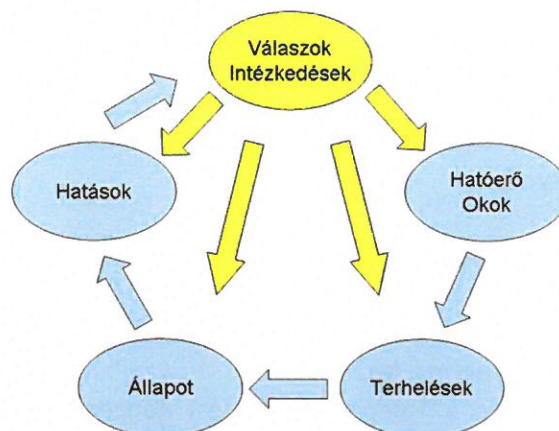 Válaszok
Intézkedések
Hatások
Hatóerő
Okok
Állapot
Terhelések